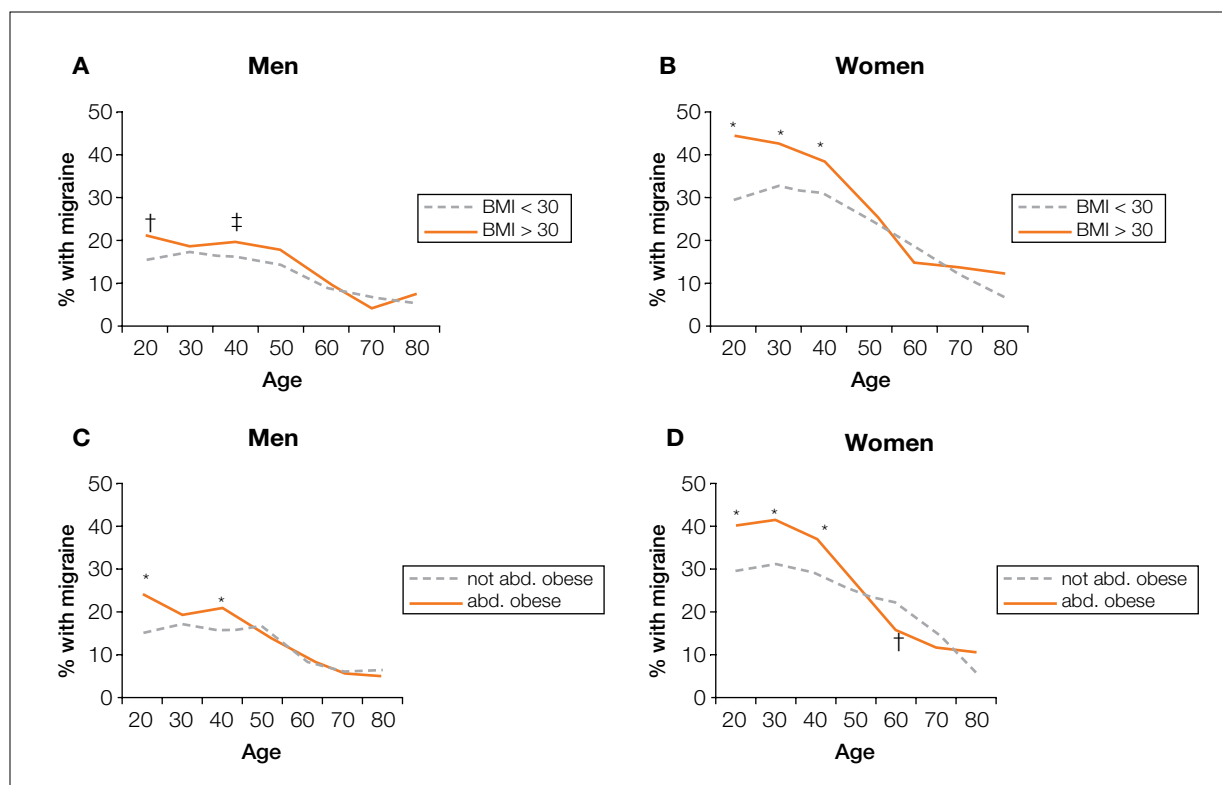 A Men
50
40
30
20
10
0
% with migraine
†
‡
20 30 40 50 60 70 80
Age
BMI < 30
BMI > 30
B Women
50
40
30
20
10
0
% with migraine
* * *
20 30 40 50 60 70 80
Age
BMI < 30
BMI > 30
C Men
50
40
30
20
10
0
% with migraine
* *
20 30 40 50 60 70 80
Age
not abd. obese
abd. obese
D Women
50
40
30
20
10
0
% with migraine
* * *
†
20 30 40 50 60 70 80
Age
not abd. obese
abd. obese